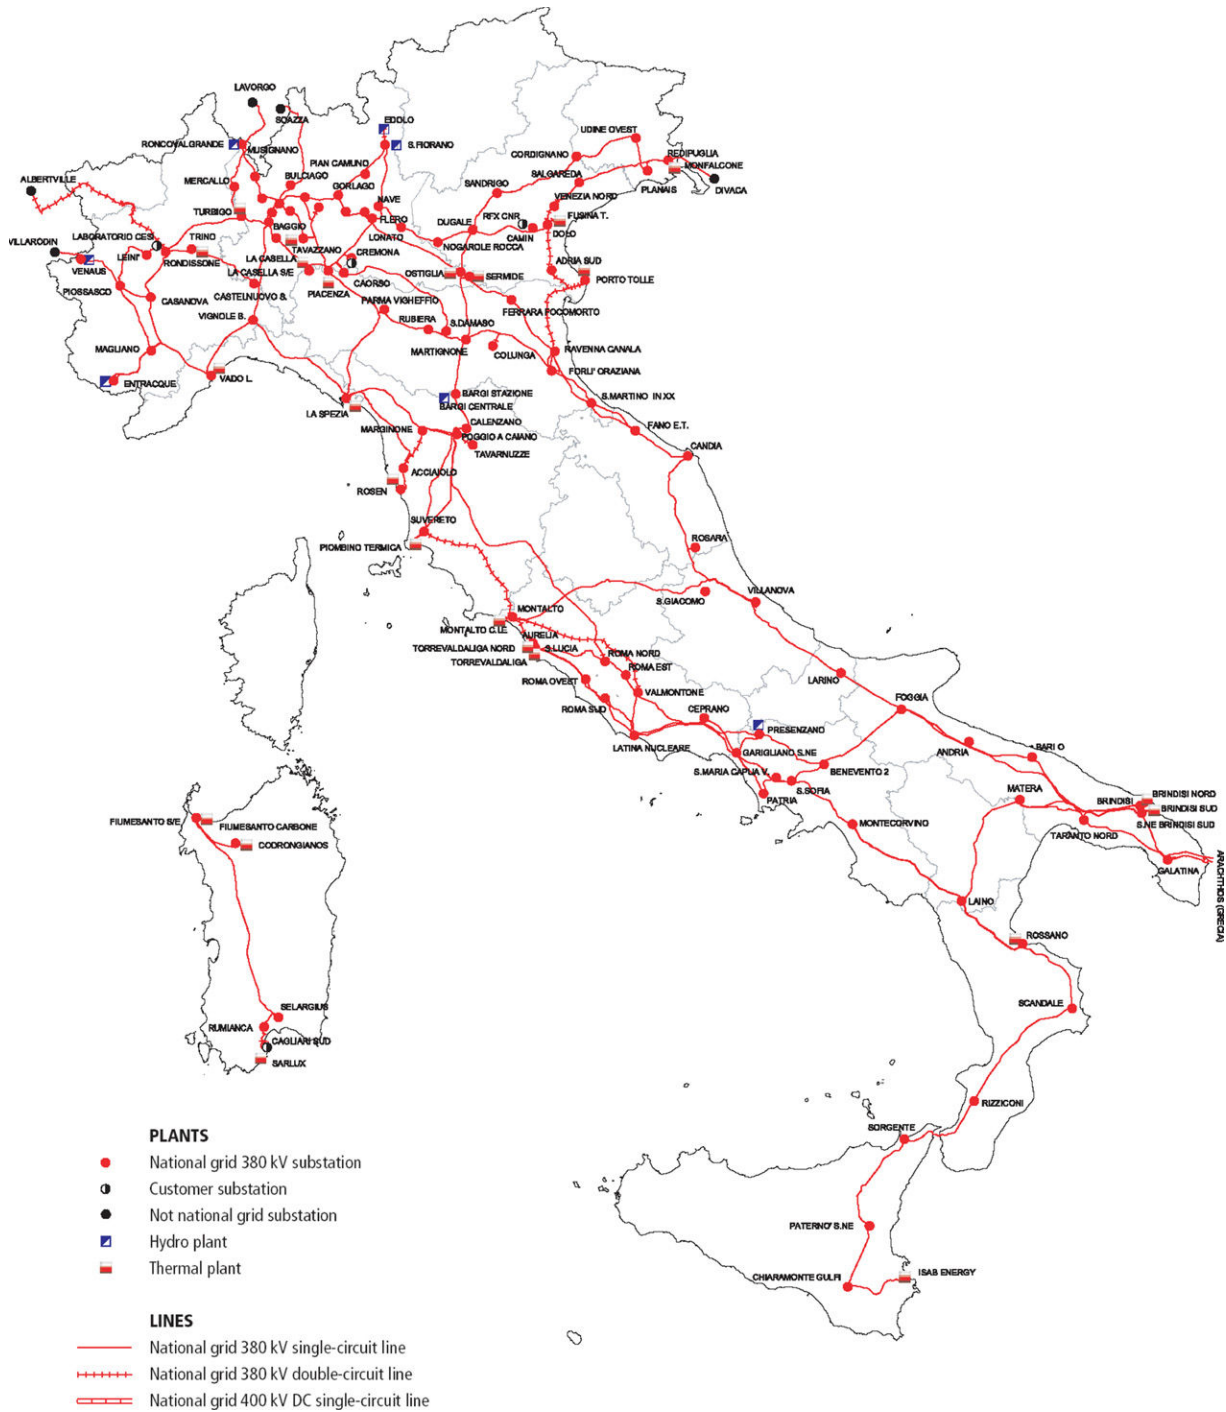 LAVORGO
SOAZZA
EDOLO
S.FIORANO
UDINE OVEST
RONCOVALGRANDE
MUSIGNANO
PIAN CAMUNO
CORDIGNANO
REDIPUGLIA
MONFALCONE
ALBERTVILLE
MERCALLO
BULCIAGO
GORLAGO
SANDRIGO
SALGAREDA
PLANAIS
DIVACA
NAVE
VENEZIA NORD
TURBIGO
BAGGIO
FLERO
DUGALE
RFX CNR
FUSINA T.
VILLARODIN
LABORATORIO CESI
TRINO
TAVAZZANO
LONATO
CAMIN
DOLO
LEINI'
RONDISSONE
LA CASELLA
CREMONA
NOGAROLE ROCCA
VENAUS
LA CASELLA S/E
OSTIGLIA
SERMIDE
ADRIA SUD
PORTO TOLLE
PIOSSASCO
CASANOVA
CASTELNUOVO S.
PIACENZA
CAORSO
PARMA VIGHEFFIO
FERRARA FOCOMORTO
VIGNOLE B.
RUBIERA
S.DAMASO
MAGLIANO
MARTIGNONE
COLUNGA
RAVENNA CANALA
FORLI' ORAZIANA
ENTRACQUE
VADO L.
BARGI STAZIONE
BARGI CENTRALE
S.MARTINO IN XX
LA SPEZIA
CALENZANO
MARGINONE
POGGIO A CAIANO
FANO E.T.
TAVARNUZZE
CANDIA
ACCIAIOLO
ROSEN
SUVERETO
PIOMBINO TERMICA
ROSARA
S.GIACOMO
VILLANOVA
MONTALTO
MONTALTO C.LE
AURELIA
TORREVALDALIGA NORD
S.LUCIA
TORREVALDALIGA
ROMA NORD
ROMA EST
ROMA OVEST
VALMONTONE
LARINO
ROMA SUD
CEPRANO
FOGGIA
PRESENZANO
LATINA NUCLEARE
GARIGLIANO S.NE
ANDRIA
BARI O
S.MARIA CAPUA V.
BENEVENTO 2
S.SOFIA
PATRIA
MATERA
BRINDISI
BRINDISI NORD
BRINDISI SUD
S.NE BRINDISI SUD
MONTECORVINO
TARANTO NORD
GALATINA
ARACHTHOS (GRECIA)
FIUMESANTO S/E
FIUMESANTO CARBONE
CODRONGIANOS
LAINO
ROSSANO
SCANDALE
SELARGIUS
RUMIANCA
CAGLIARI SUD
SARLUX
RIZZICONI
SORGENTE
PATERNO' S.NE
CHIARAMONTE GULFI
ISAB ENERGY
PLANTS
National grid 380 kV substation
Customer substation
Not national grid substation
Hydro plant
Thermal plant
LINES
National grid 380 kV single-circuit line
National grid 380 kV double-circuit line
National grid 400 kV DC single-circuit line